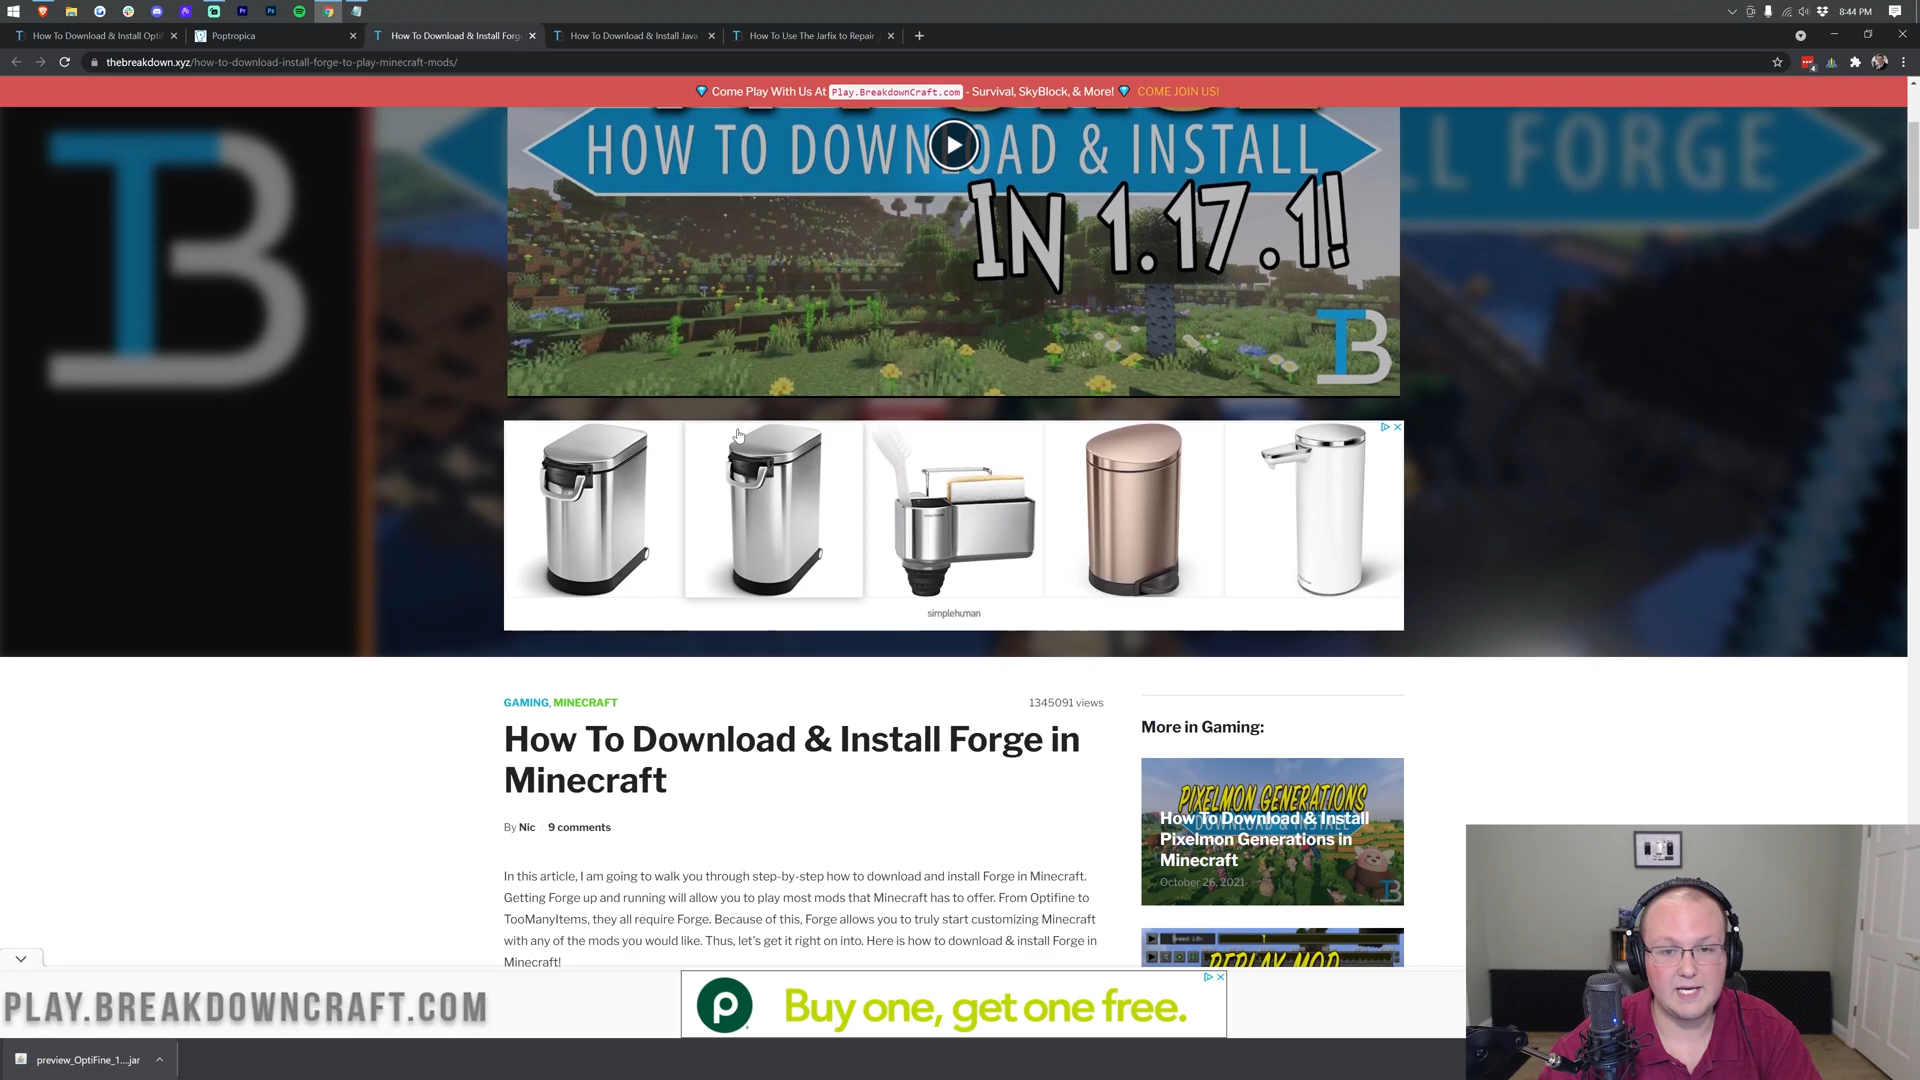 8:44 PM
How To Download & Install Opti
Poptropica
How To Download & Install Forg
How To Download & Install Java
How To Use The Jarfix to Repair
thebreakdown.xyz/how-to-download-install-forge-to-play-minecraft-mods/
Come Play With Us At Play.BreakdownCraft.com - Survival, SkyBlock, & More! COME JOIN US!
HOW TO DOWNLOAD & INSTALL
IN 1.17.1!
TB
LL FORGE
TB
simplehuman
GAMING, MINECRAFT
1345091 views
How To Download & Install Forge in
Minecraft
By Nic / 9 comments
In this article, I am going to walk you through step-by-step how to download and install Forge in Minecraft.
Getting Forge up and running will allow you to play most mods that Minecraft has to offer. From Optifine to
TooManyItems, they all require Forge. Because of this, Forge allows you to truly start customizing Minecraft
with any of the mods you would like. Thus, let's get it right on into. Here is how to download & install Forge in
Minecraft!
More in Gaming:
PIXELMON GENERATIONS
DOWNLOAD & INSTALL
How To Download & Install
Pixelmon Generations in
Minecraft
October 26, 2021
TB
REPLAY MOD
PLAY.BREAKDOWNCRAFT.COM
p
Buy one, get one free.
preview_OptiFine_1....jar